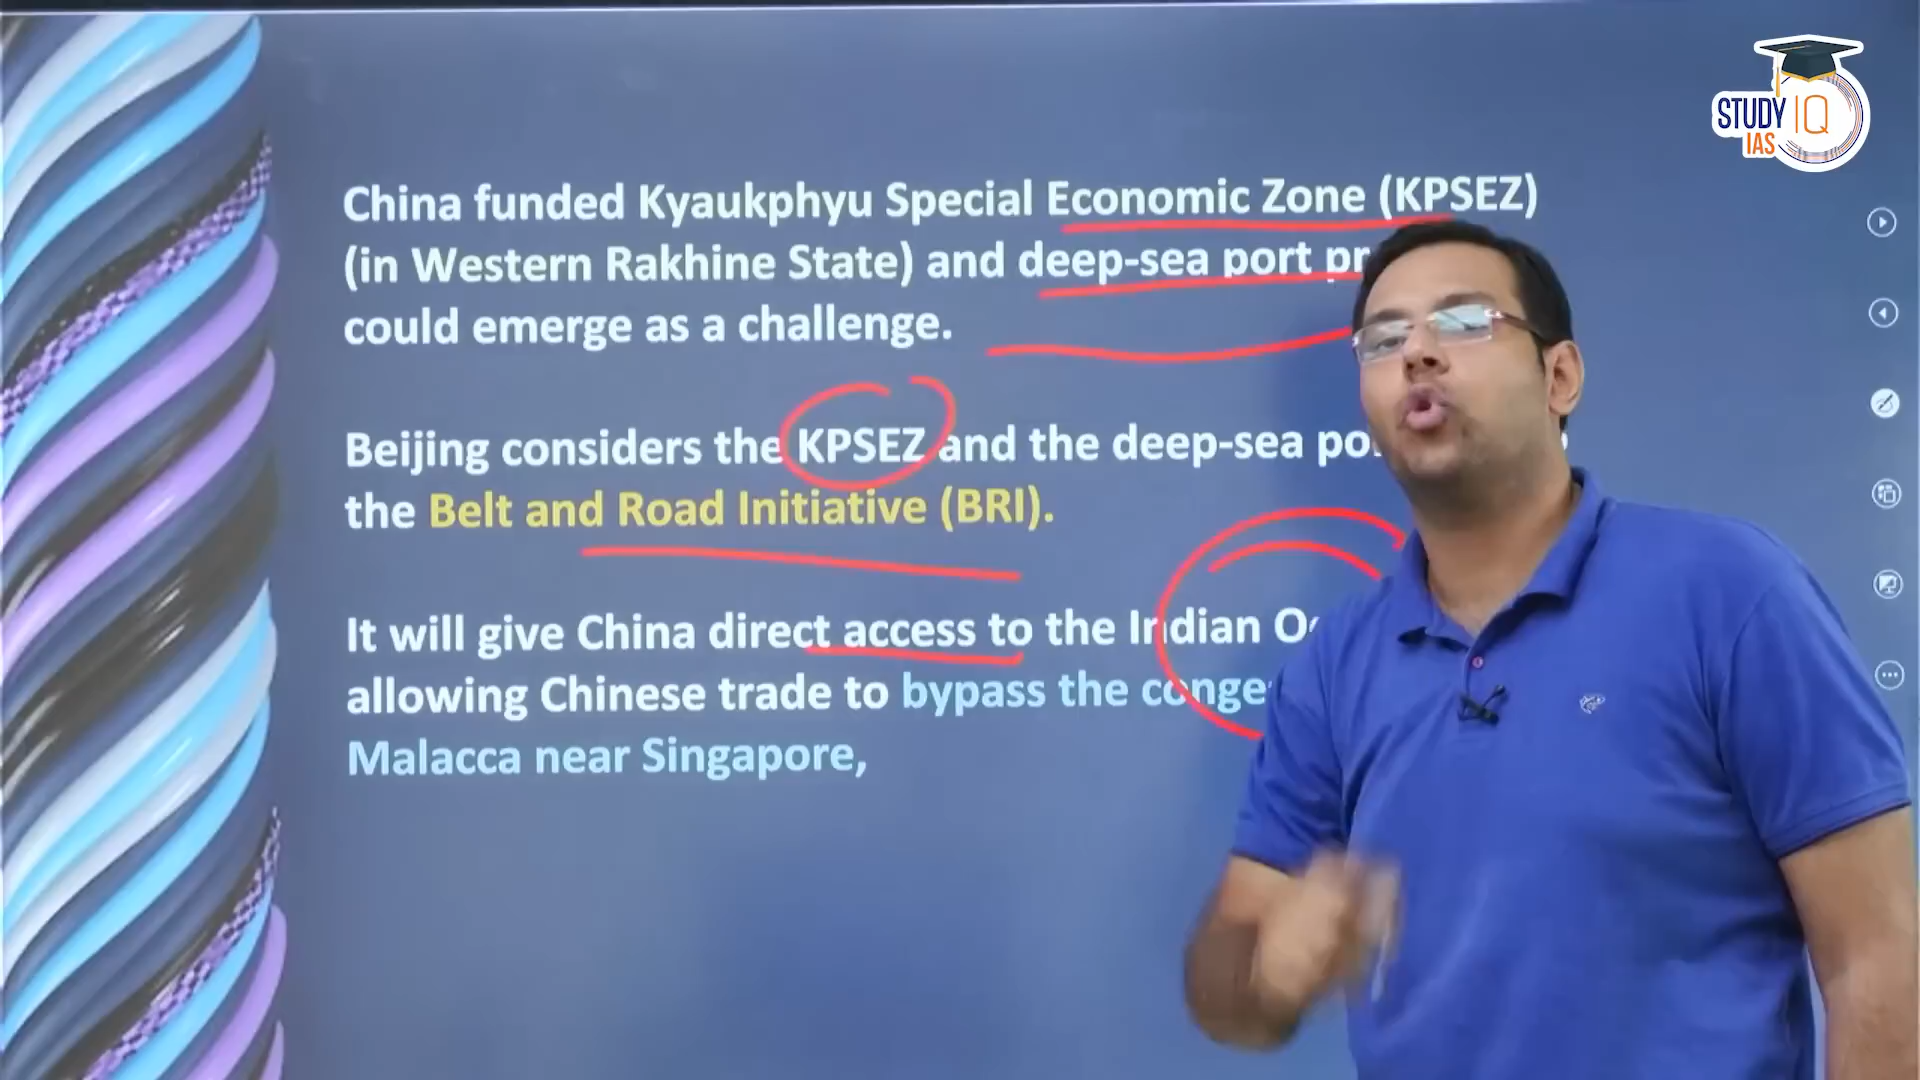 STUDY IQ
IAS
China funded Kyaukphyu Special Economic Zone (KPSEZ)
(in Western Rakhine State) and deep-sea port
could emerge as a challenge.
Beijing considers the KPSEZ and the deep-sea
the Belt and Road Initiative (BRI).
It will give China direct access to the Indian
allowing Chinese trade to bypass the
Malacca near Singapore,